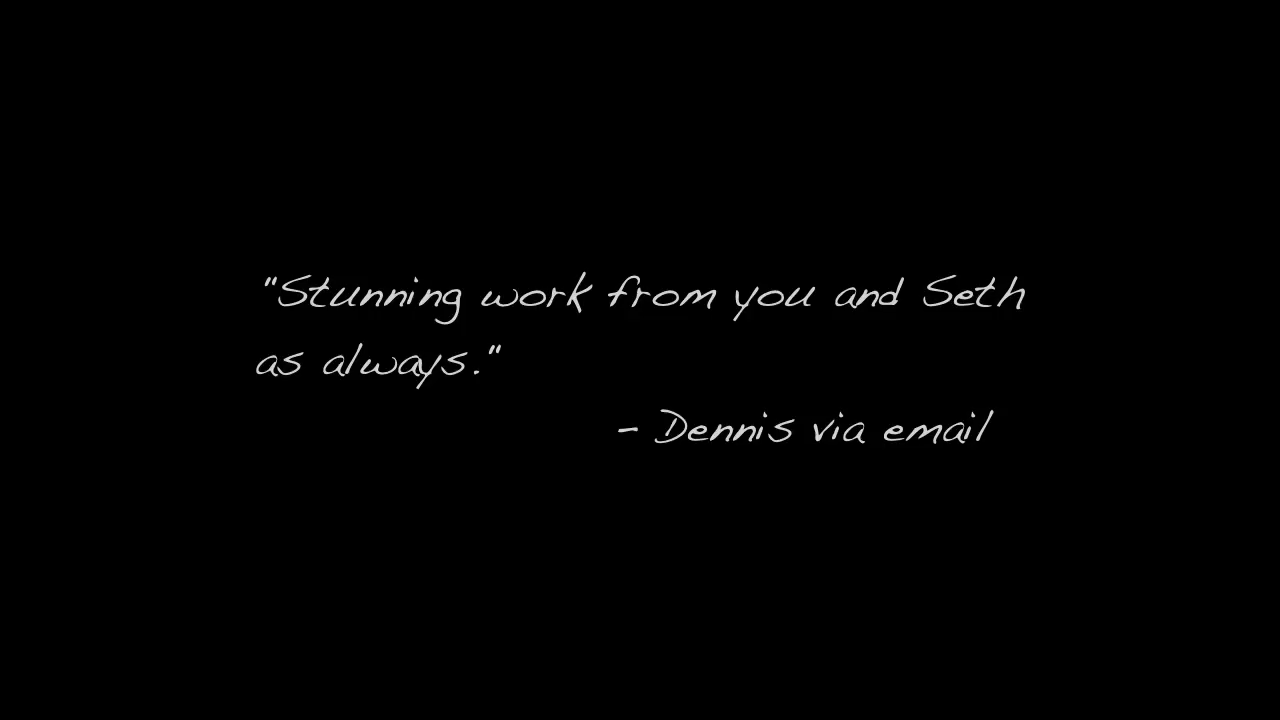 "Stunning work from you and Seth
as always."
- Dennis via email